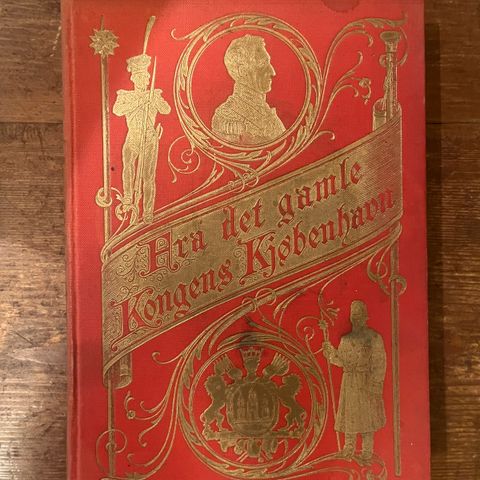 Fra det gamle
Kongens Kjøbenhavn